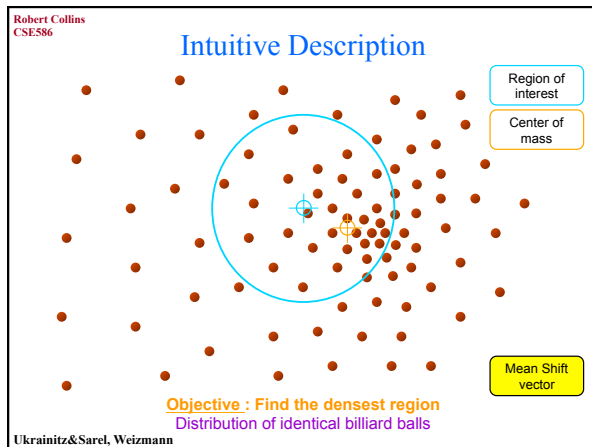 Robert Collins
CSE586
Intuitive Description
Region of
interest
Center of
mass
Mean Shift
vector
Objective : Find the densest region
Distribution of identical billiard balls
Ukrainitz&Sarel, Weizmann